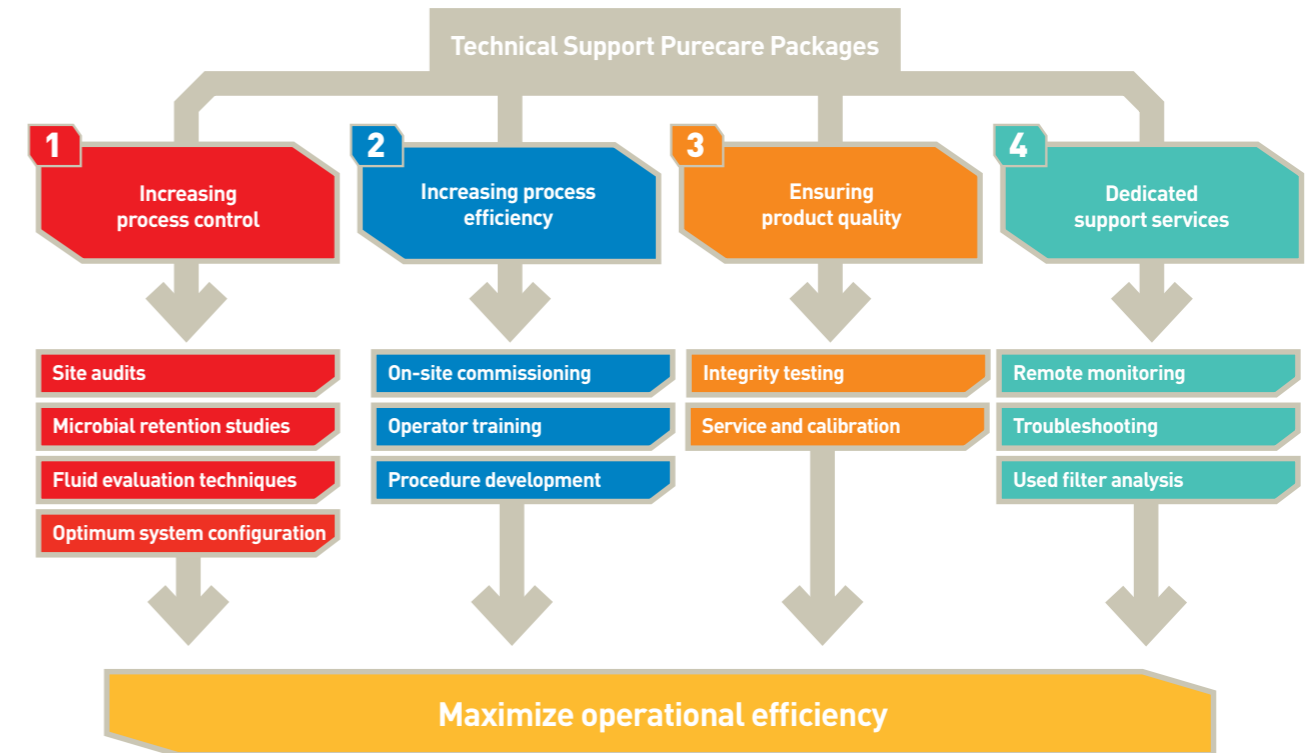 Technical Support Purecare Packages
1
Increasing
process control
Site audits
Microbial retention studies
Fluid evaluation techniques
Optimum system configuration
2
Increasing process
efficiency
On-site commissioning
Operator training
Procedure development
3
Ensuring
product quality
Integrity testing
Service and calibration
4
Dedicated
support services
Remote monitoring
Troubleshooting
Used filter analysis
Maximize operational efficiency